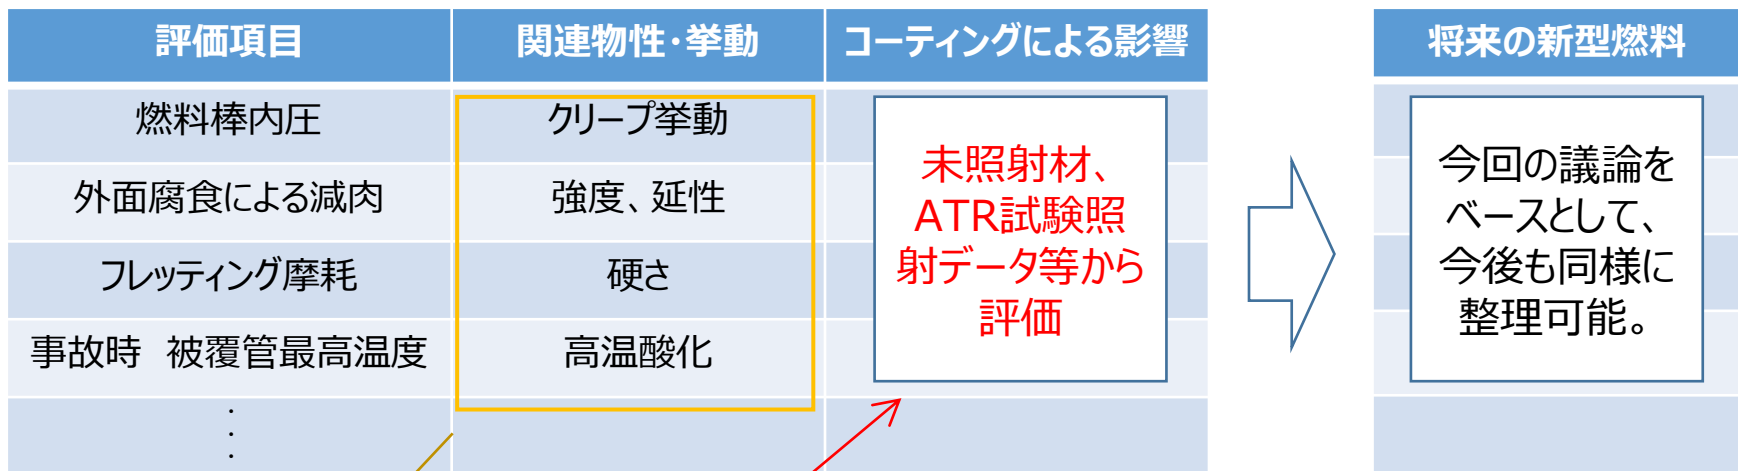 評価項目 関連物性・挙動 コーティングによる影響 将来の新型燃料
燃料棒内圧 クリープ挙動
外面腐食による減肉 強度、延性
フレッティング摩耗 硬さ
事故時　被覆管最高温度 高温酸化
・
・
・
未照射材、
ATR試験照
射データ等から
評価
今回の議論を
ベースとして、
今後も同様に
整理可能。